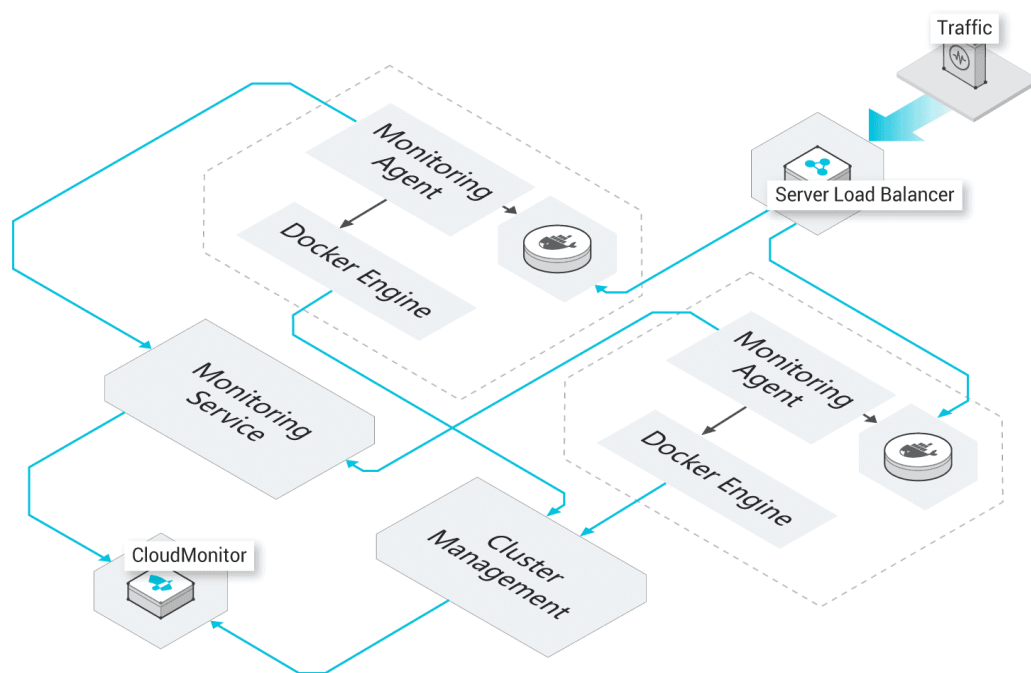 Traffic
Monitoring
Agent
Server Load Balancer
Docker Engine
Monitoring
Agent
Monitoring
Service
Docker Engine
CloudMonitor
Cluster
Management